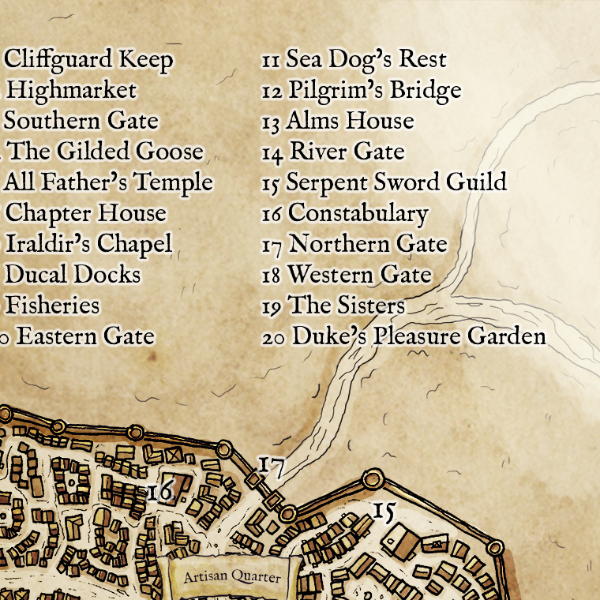 Cliffguard Keep
Highmarket
Southern Gate
The Gilded Goose
All Father's Temple
Chapter House
Iraldir's Chapel
Ducal Docks
Fisheries
0 Eastern Gate
11 Sea Dog's Rest
12 Pilgrim's Bridge
13 Alms House
14 River Gate
15 Serpent Sword Guild
16 Constabulary
17 Northern Gate
18 Western Gate
19 The Sisters
20 Duke's Pleasure Garden
17
16
15
Artisan Quarter